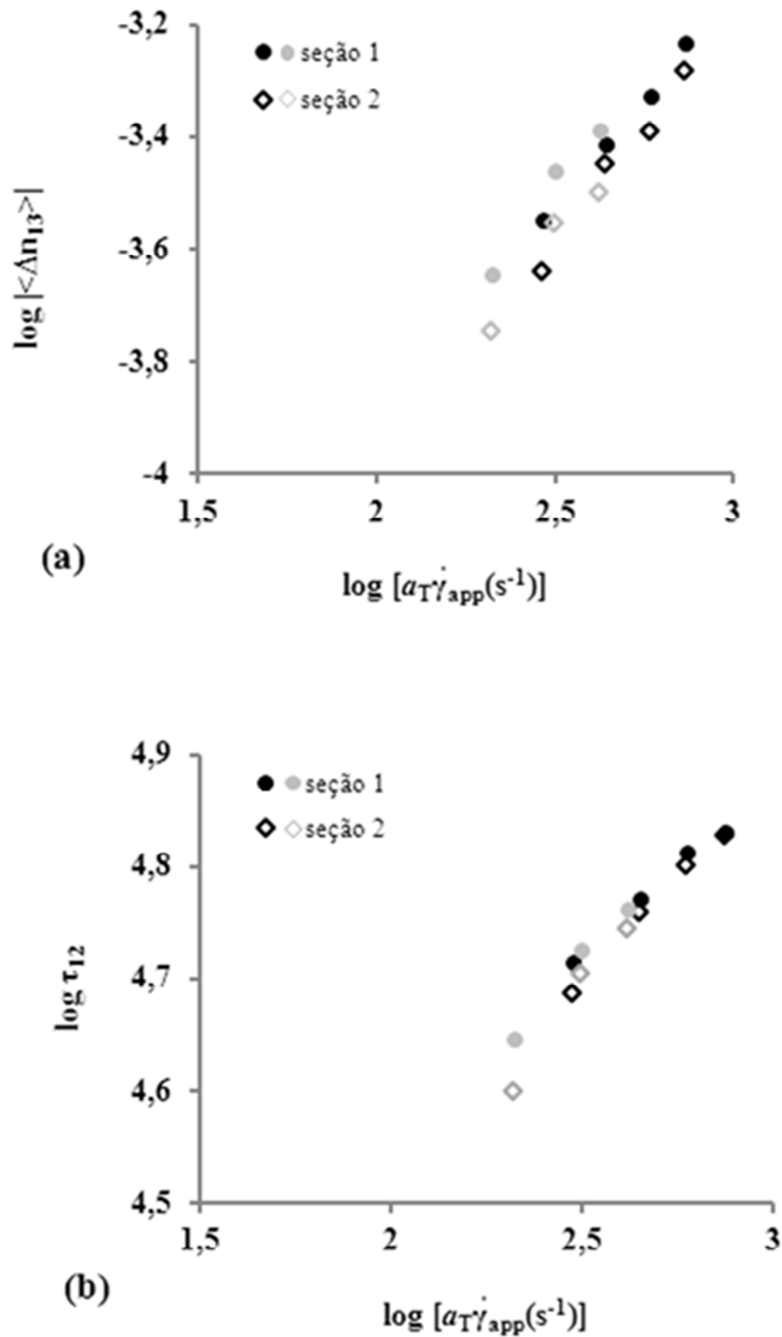 -3,2
● ● seção 1
◇ ◇ seção 2
-3,4
-3,6
-3,8
-4
log |<Δn₁₃>|
1,5 2 2,5 3
(a)
log [aᴛγ̇ₐₚₚ(s⁻¹)]
4,9
● ● seção 1
◇ ◇ seção 2
4,8
4,7
4,6
4,5
log τ₁₂
1,5 2 2,5 3
(b)
log [aᴛγ̇ₐₚₚ(s⁻¹)]